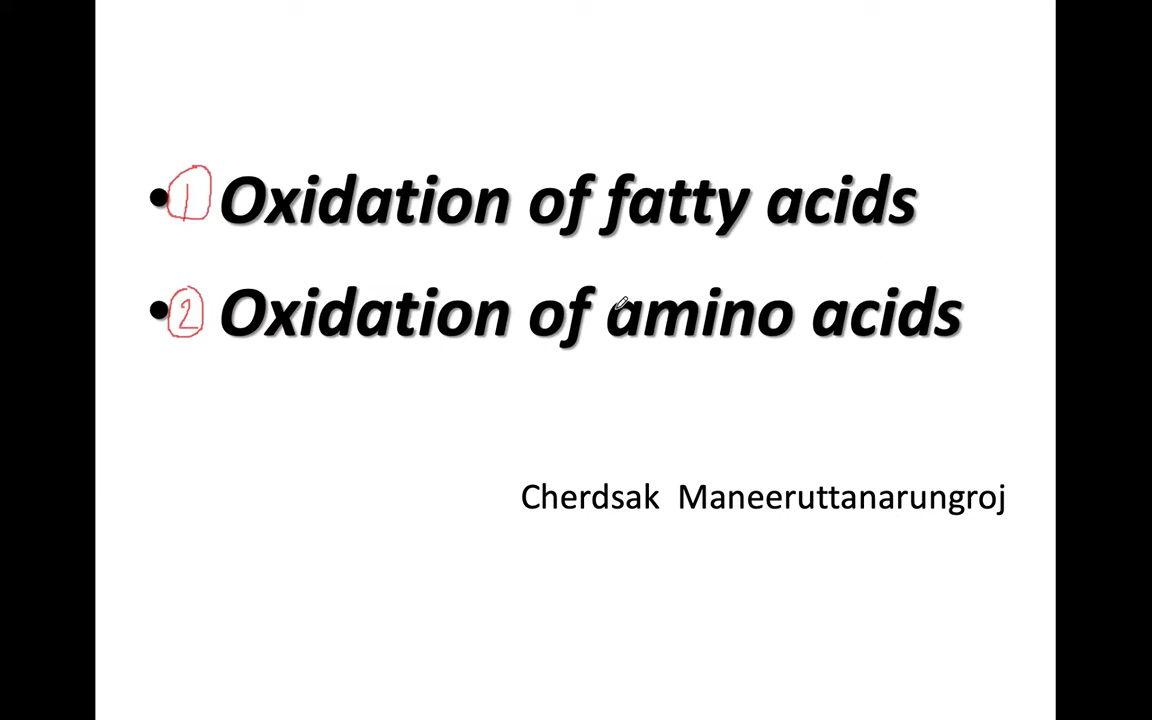 • 1 Oxidation of fatty acids
• 2 Oxidation of amino acids
Cherdsak Maneeruttanarungroj